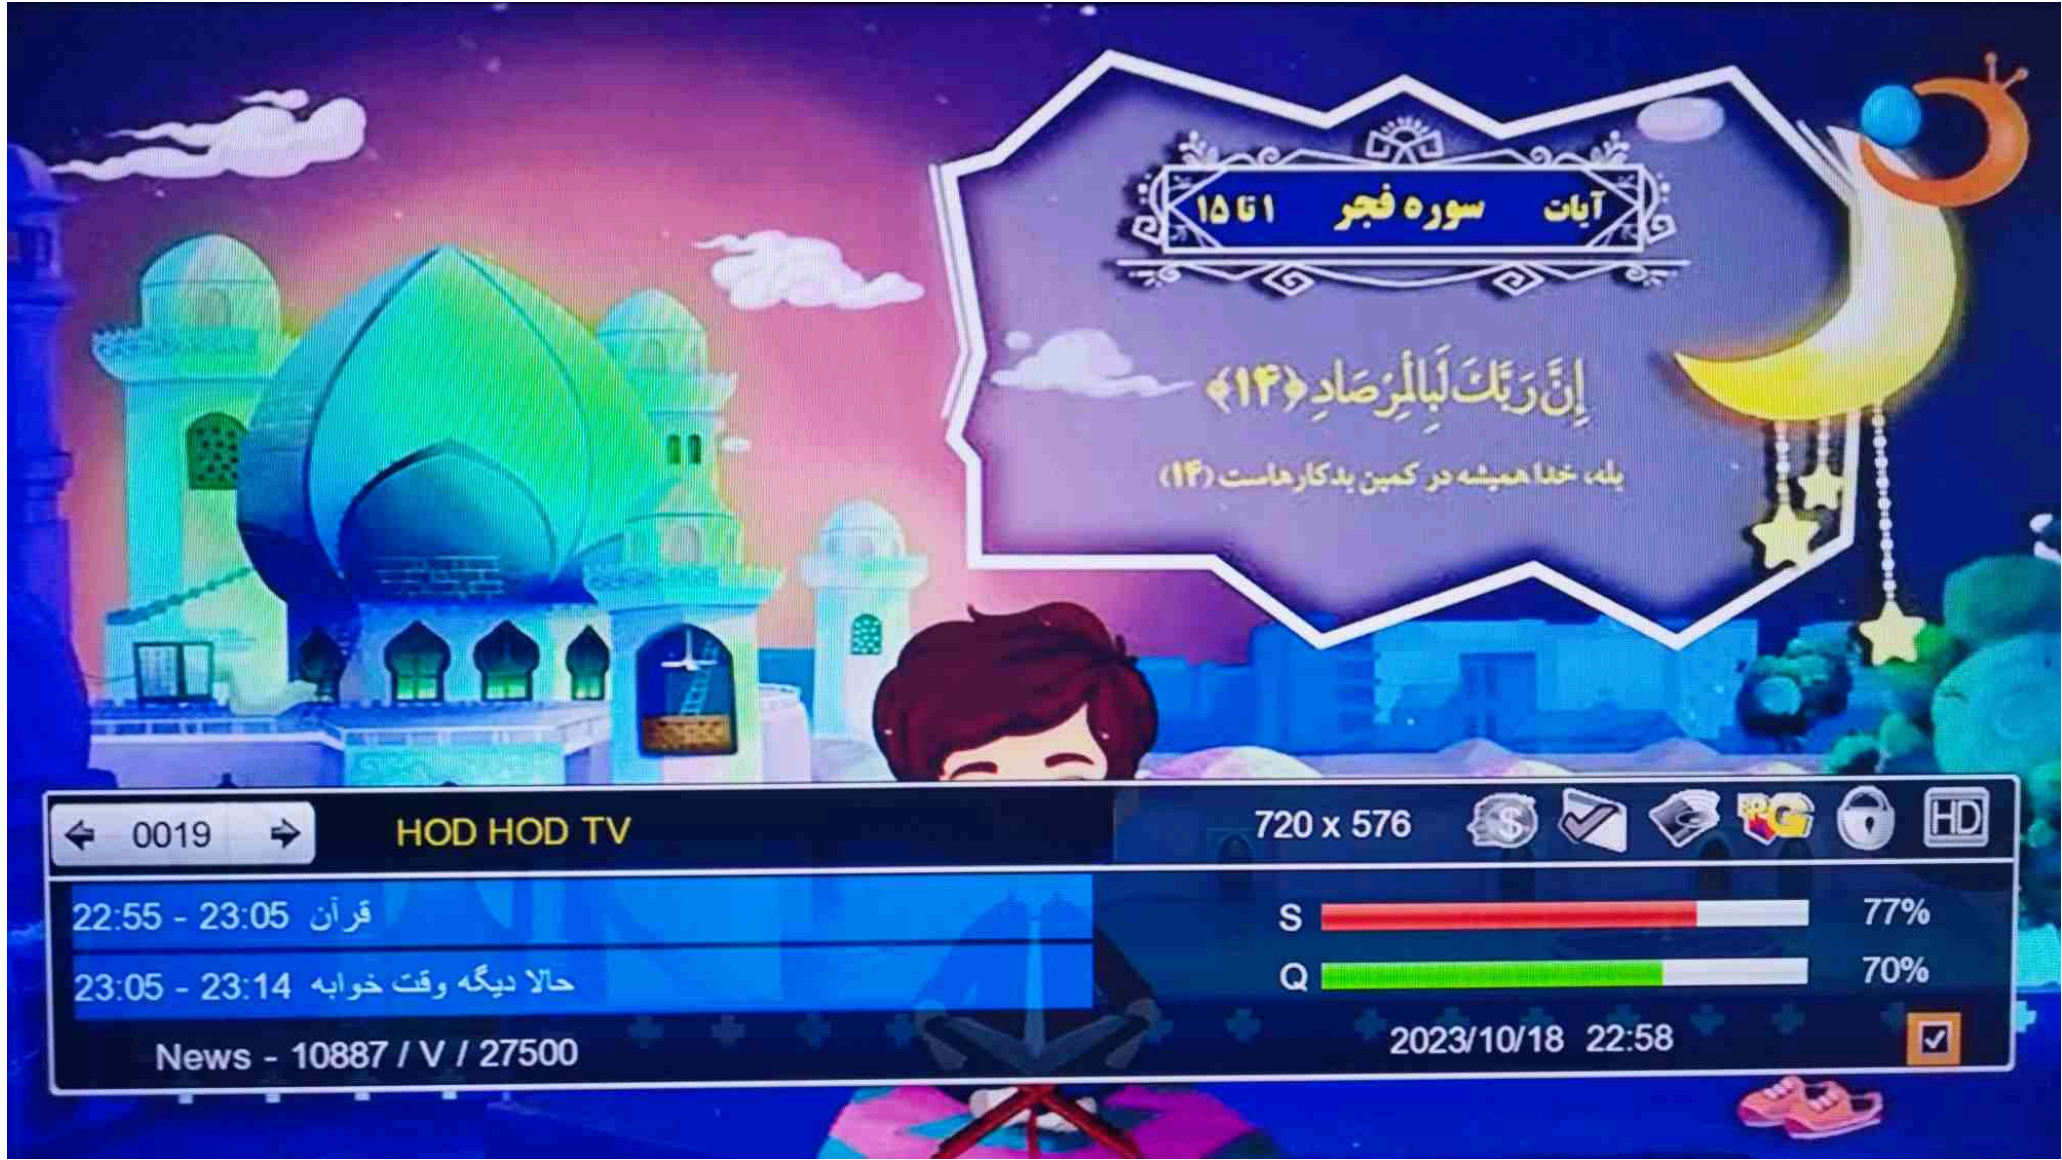 آیات سوره فجر ۱ تا ۱۵
إِنَّ رَبَّكَ لَبِالْمِرْصَادِ ﴿۱۴﴾
بله، خدا همیشه در کمین بدکارهاست (۱۴)
0019 HOD HOD TV 720 x 576 $ EPG HD
22:55 - 23:05 قرآن
S 77%
23:05 - 23:14 حالا دیگه وقت خوابه
Q 70%
News - 10887 / V / 27500
2023/10/18 22:58